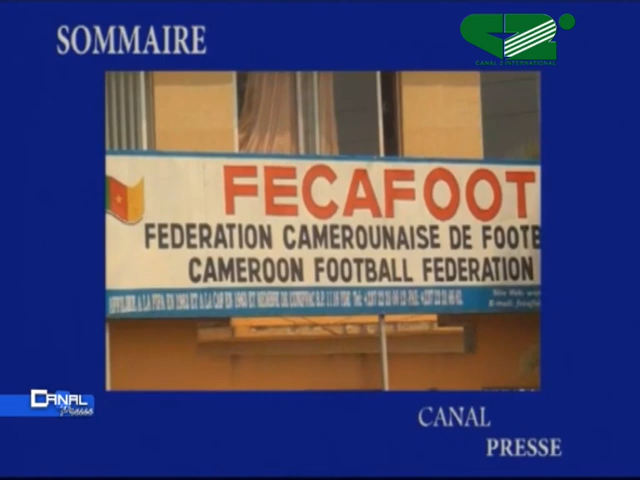 SOMMAIRE
CANAL 2 INTERNATIONAL
FECAFOOT
FEDERATION CAMEROUNAISE DE FOOTB
CAMEROON FOOTBALL FEDERATION
CANAL
Presse
CANAL
PRESSE